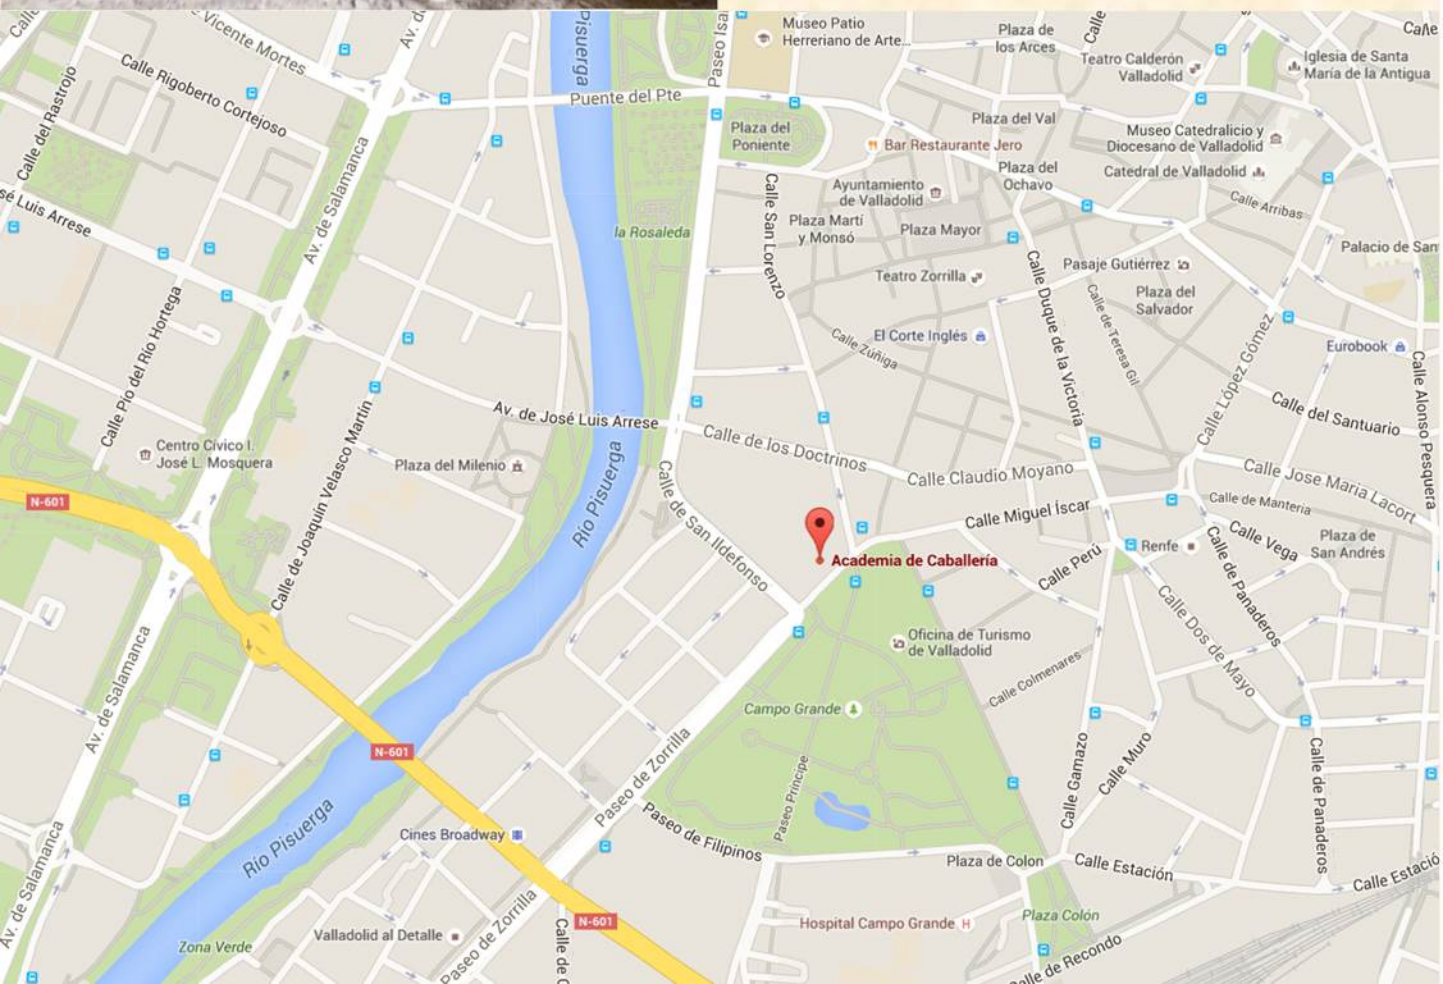 Calle
Vicente Mortes
Av. d
Pisuerga
Paseo Isa
Museo Patio
Herreriano de Arte...
Plaza de
los Arces
Calle
Teatro Calderón
Valladolid
Iglesia de Santa
María de la Antigua
Calle
Calle Rigoberto Cortejoso
Calle del Rastrojo
Puente del Pte
Plaza del
Poniente
Bar Restaurante Jero
Plaza del Val
Museo Catedralicio y
Diocesano de Valladolid
Plaza del
Ochavo
Catedral de Valladolid
Calle Arribas
sé Luis Arrese
Av. de Salamanca
la Rosaleda
Calle San Lorenzo
Ayuntamiento
de Valladolid
Plaza Martí
y Monsó
Plaza Mayor
Palacio de San
Teatro Zorrilla
Pasaje Gutiérrez
Plaza del
Salvador
Calle Duque de la Victoria
Calle de Teresa Gil
El Corte Inglés
Calle Zúñiga
Calle López Gómez
Eurobook
Calle Alonso Pesquera
Calle Pio del Río Hortega
Calle del Santuario
Av. de José Luis Arrese
Calle de los Doctrinos
Centro Cívico I.
José L. Mosquera
Calle de Joaquín Velasco Martín
Plaza del Milenio
Río Pisuerga
Calle Claudio Moyano
Calle Jose Maria Lacort
N-601
Calle de San Ildefonso
Calle Miguel Íscar
Calle de Manteria
Calle Vega
Plaza de
San Andrés
Renfe
Academia de Caballería
Calle Perú
Calle de Panaderos
Calle Dos de Mayo
Oficina de Turismo
de Valladolid
Calle Colmenares
Av. de Salamanca
Campo Grande
N-601
Paseo de Zorrilla
Paseo Príncipe
Calle Gamazo
Calle Muro
Calle de Panaderos
Río Pisuerga
Cines Broadway
Paseo de Filipinos
Plaza de Colon
Calle Estación
Calle Estació
Av. de Salamanca
Zona Verde
Valladolid al Detalle
Paseo de Zorrilla
Calle de C
N-601
Hospital Campo Grande
H
Plaza Colón
alle de Recondo